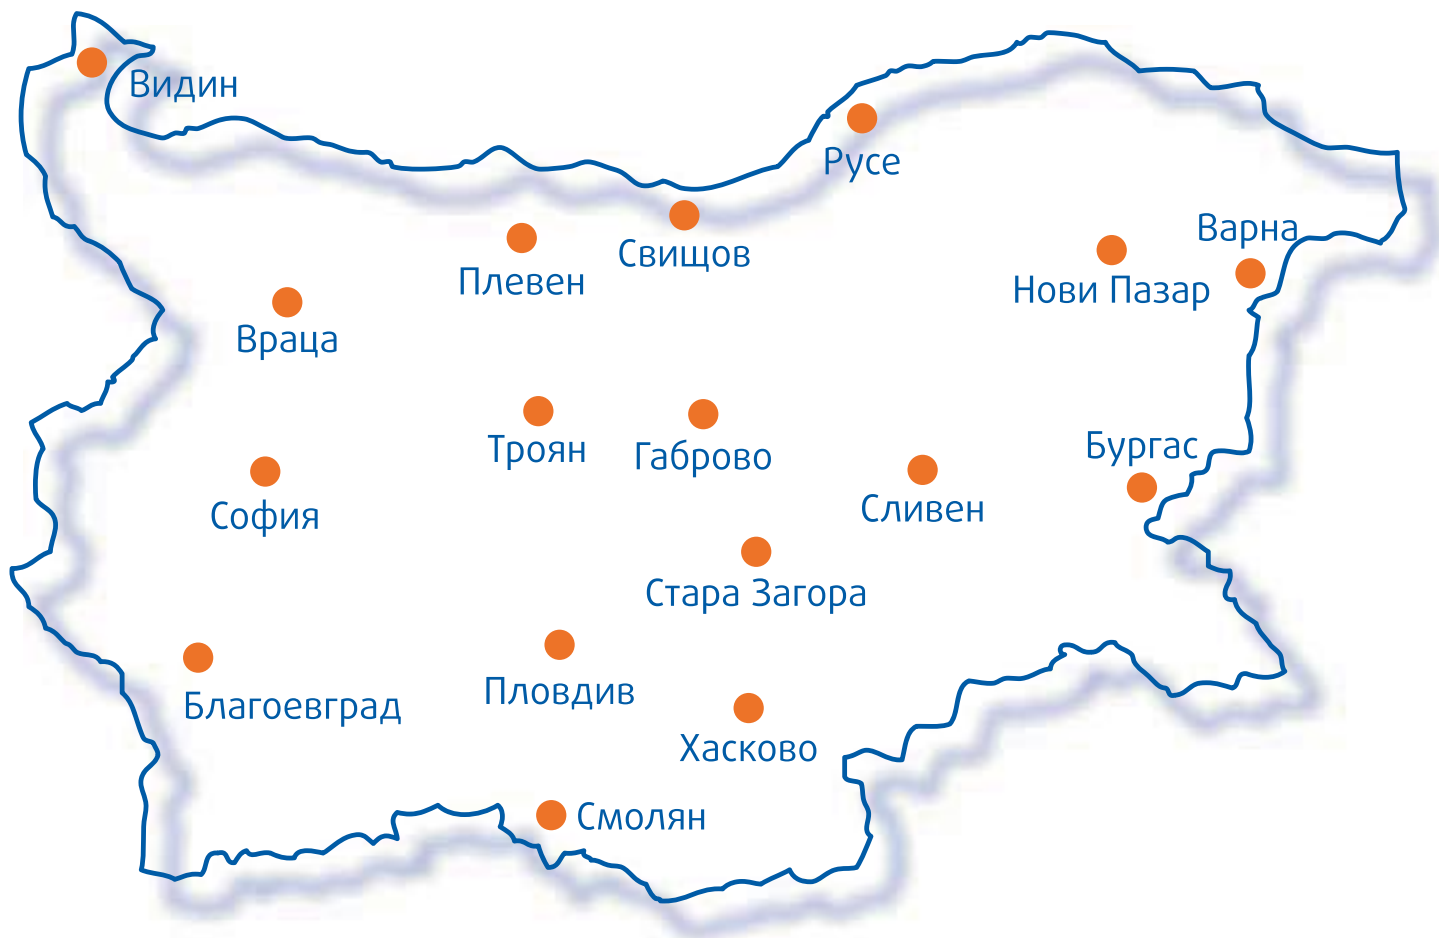 Видин
Русе
Варна
Свищов
Плевен
Нови Пазар
Враца
Троян
Габрово
Бургас
София
Сливен
Стара Загора
Благоевград
Пловдив
Хасково
Смолян